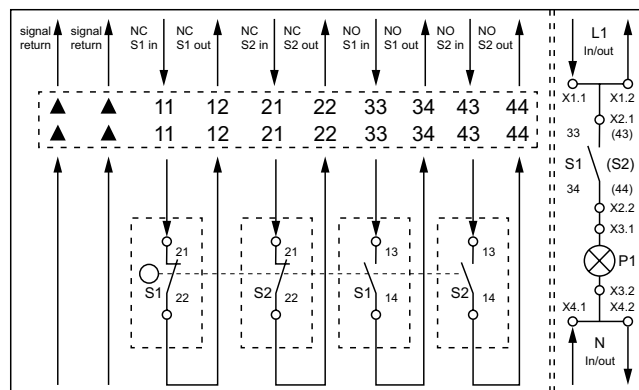 signal return signal return NC S1 in NC S1 out NC S2 in NC S2 out NO S1 in NO S1 out NO S2 in NO S2 out
▲ ▲ 11 12 21 22 33 34 43 44
▲ ▲ 11 12 21 22 33 34 43 44
21 21 13 13
S1 S2 S1 S2
22 22 14 14
L1
In/out
X1.1 X1.2
X2.1
33 (43)
S1 (S2)
34 (44)
X2.2
X3.1
P1
X3.2
X4.1 X4.2
N
In/out